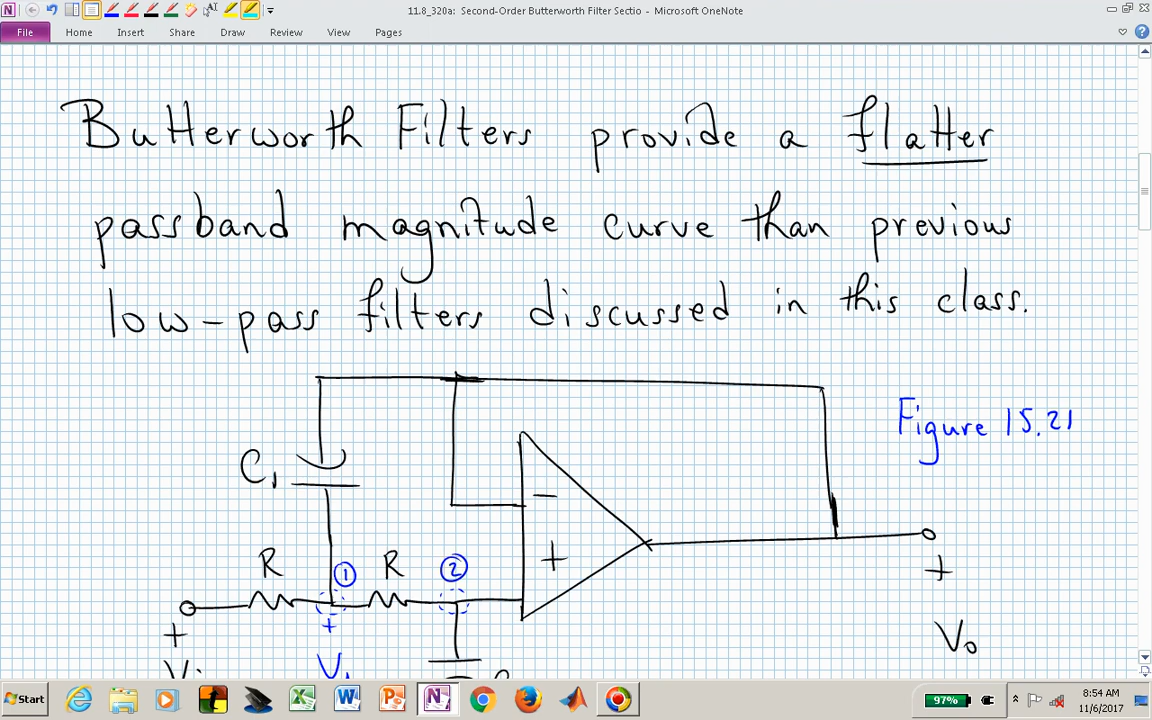 11.8_320a: Second-Order Butterworth Filter Sectio - Microsoft OneNote
File Home Insert Share Draw Review View Pages
Butterworth Filters provide a flatter
passband magnitude curve than previous
low-pass filters discussed in this class.
Figure 15.21
C1
−
+
R ① R ②
+ + +
V1 Vo
Start
97%
8:54 AM
11/6/2017